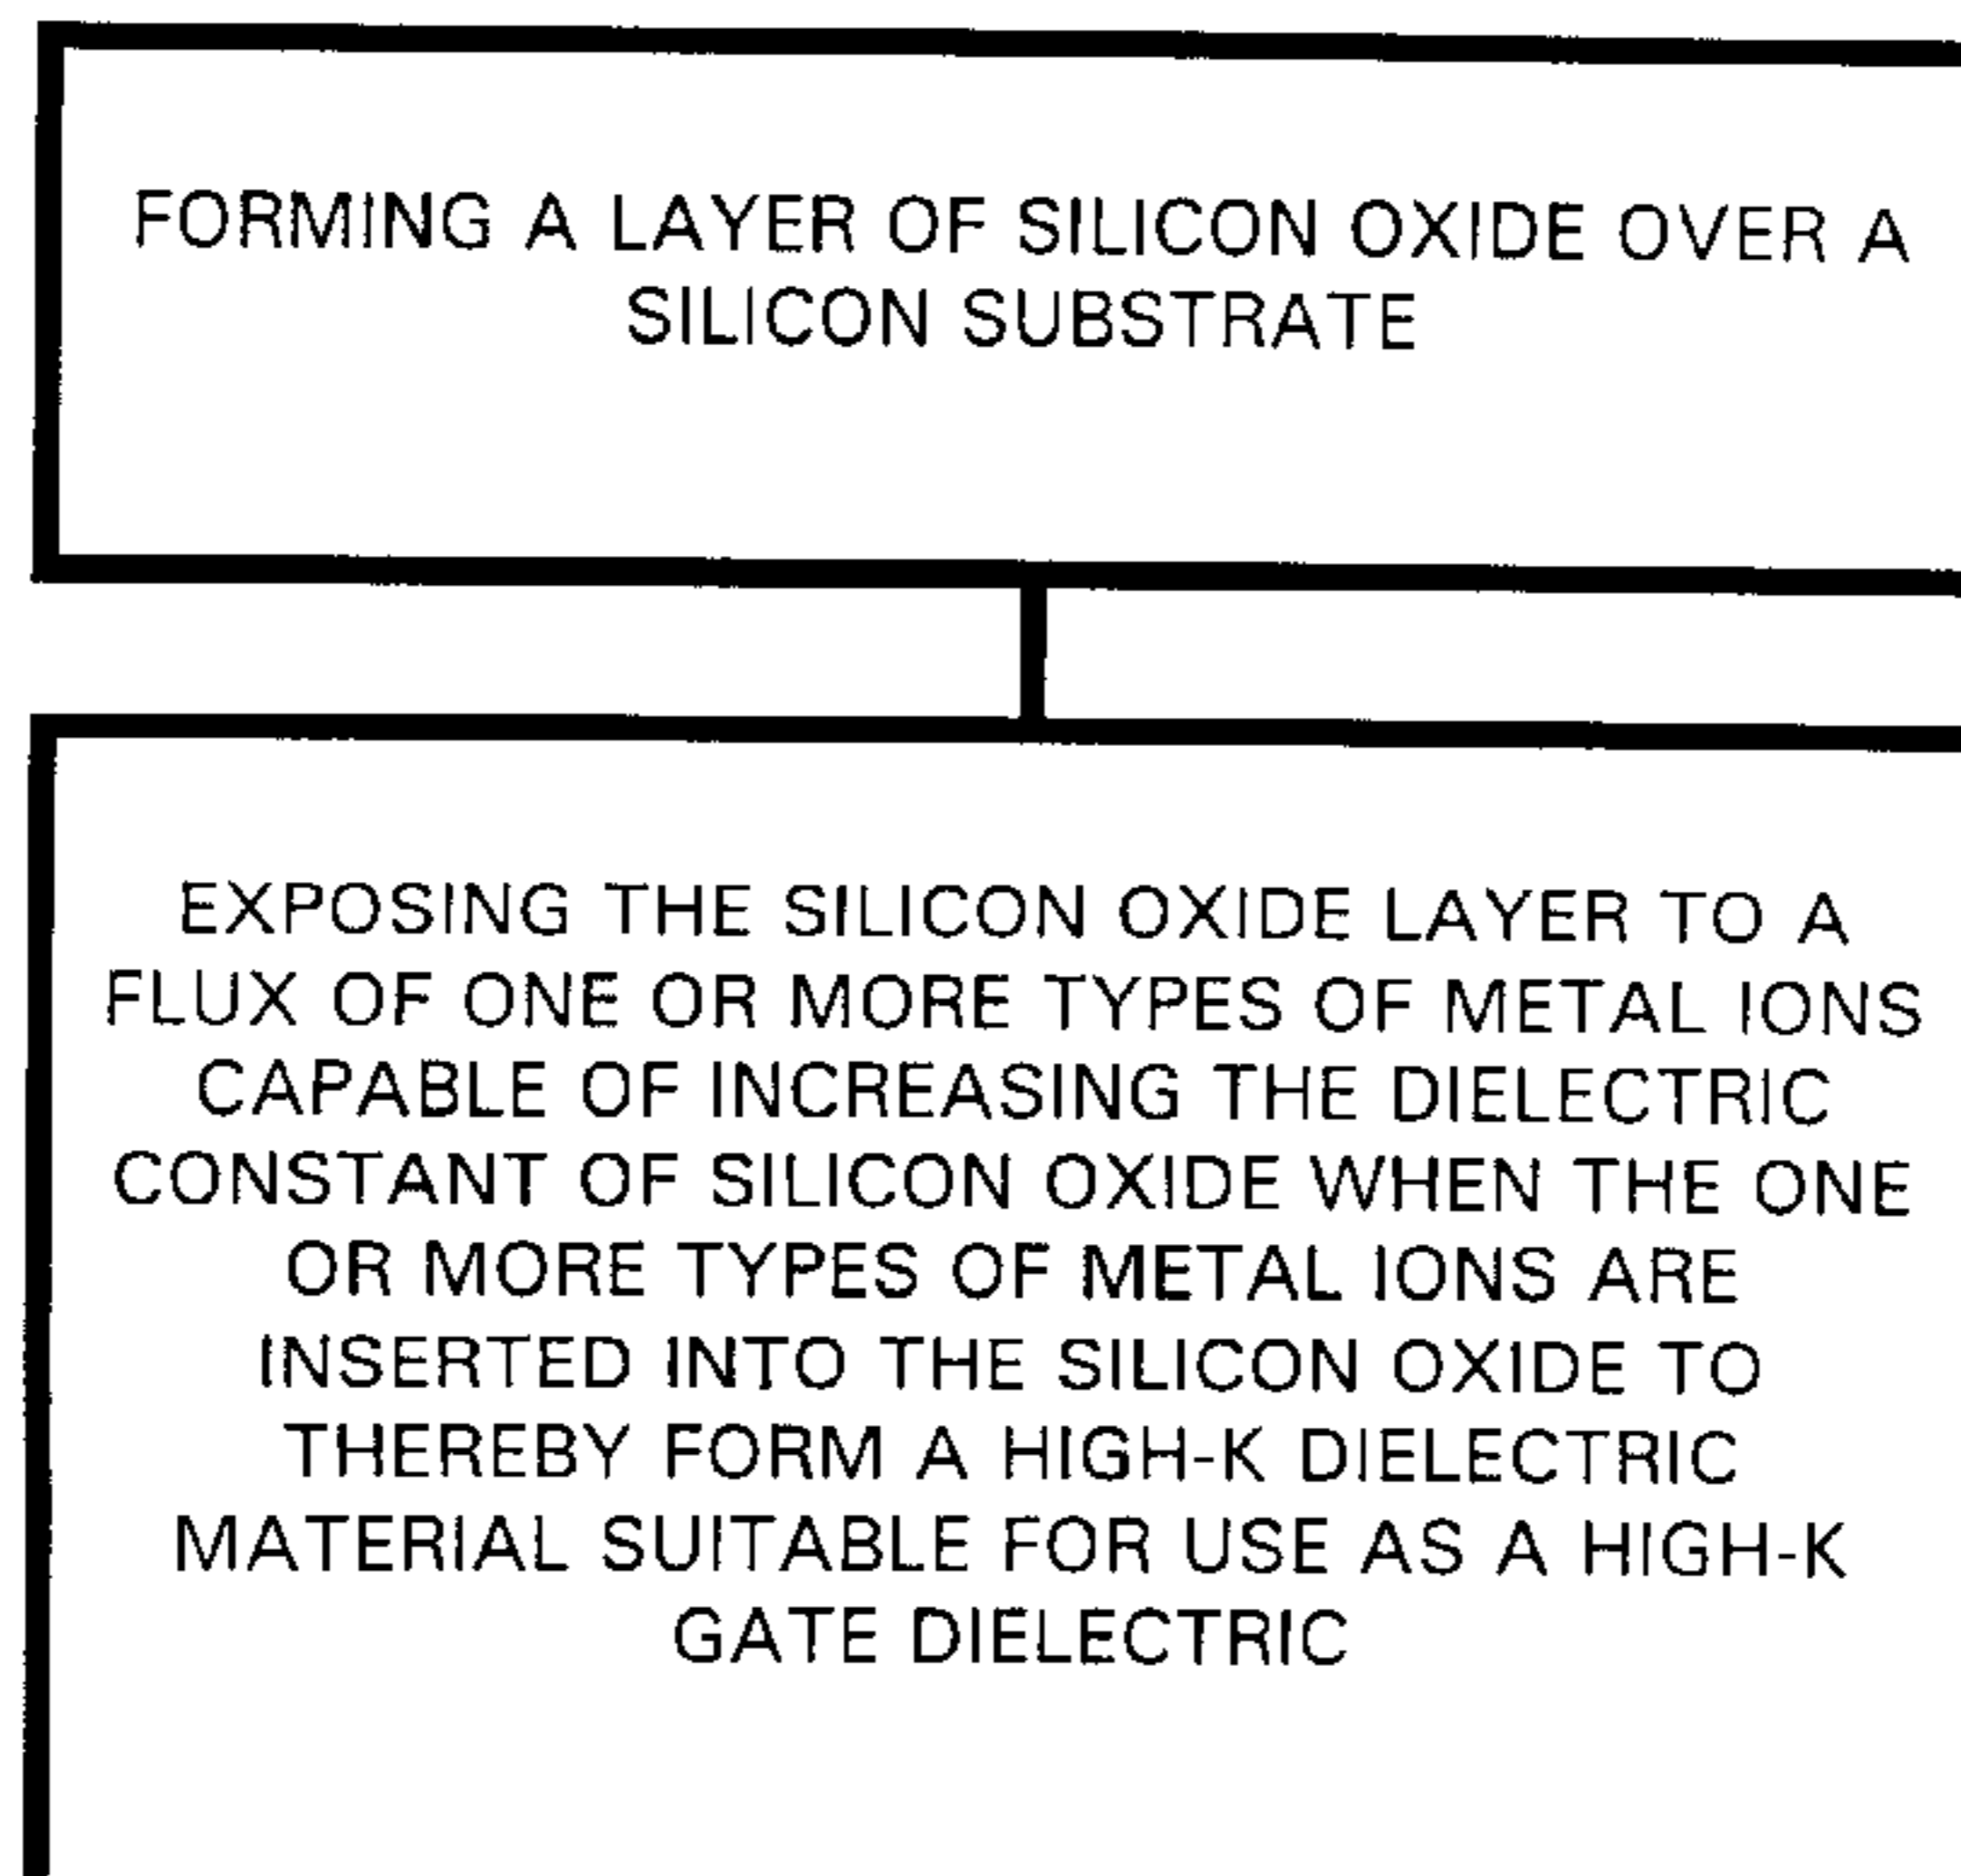 FORMING A LAYER OF SILICON OXIDE OVER A
SILICON SUBSTRATE
EXPOSING THE SILICON OXIDE LAYER TO A
FLUX OF ONE OR MORE TYPES OF METAL IONS
CAPABLE OF INCREASING THE DIELECTRIC
CONSTANT OF SILICON OXIDE WHEN THE ONE
OR MORE TYPES OF METAL IONS ARE
INSERTED INTO THE SILICON OXIDE TO
THEREBY FORM A HIGH-K DIELECTRIC
MATERIAL SUITABLE FOR USE AS A HIGH-K
GATE DIELECTRIC